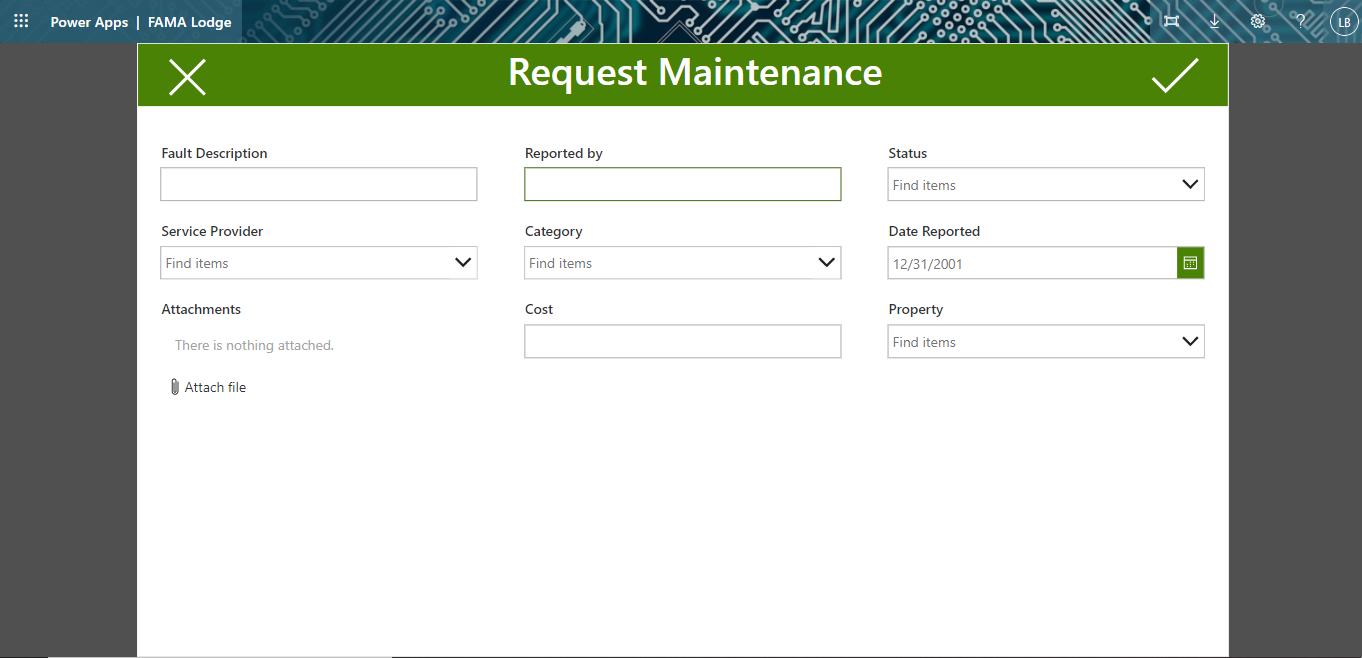 Power Apps | FAMA Lodge
?
LB
Request Maintenance
Fault Description
Reported by
Status
Find items
Service Provider
Category
Date Reported
Find items
Find items
12/31/2001
Attachments
Cost
Property
There is nothing attached.
Find items
Attach file